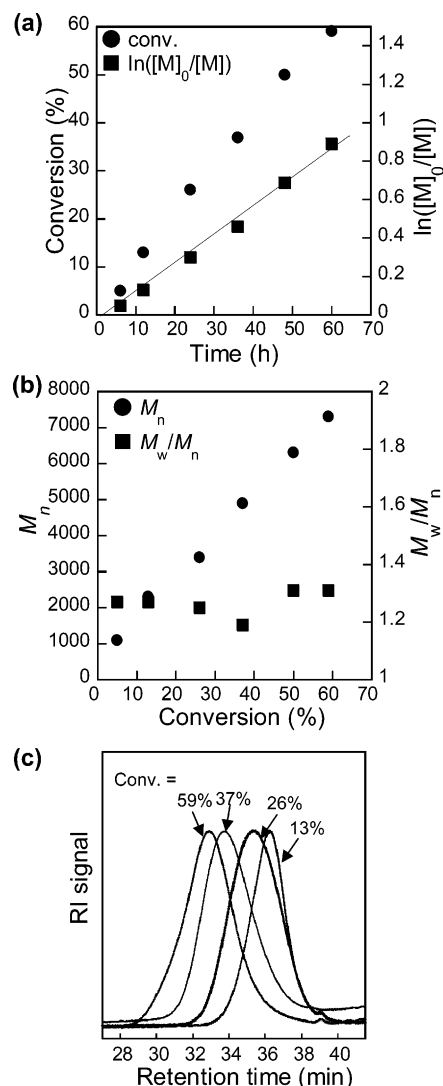 (a)
60
50
40
30
20
10
0
conv.
ln([M]0/[M])
1.4
1.2
1
0.8
0.6
0.4
0.2
0
Conversion (%)
ln([M]0/[M])
0 10 20 30 40 50 60 70
Time (h)
(b)
8000
7000
6000
5000
4000
3000
2000
1000
0
Mn
Mw/Mn
2
1.8
1.6
1.4
1.2
1
Mn
Mw/Mn
0 10 20 30 40 50 60 70
Conversion (%)
(c)
Conv. =
59% 37% 26% 13%
RI signal
28 30 32 34 36 38 40
Retention time (min)